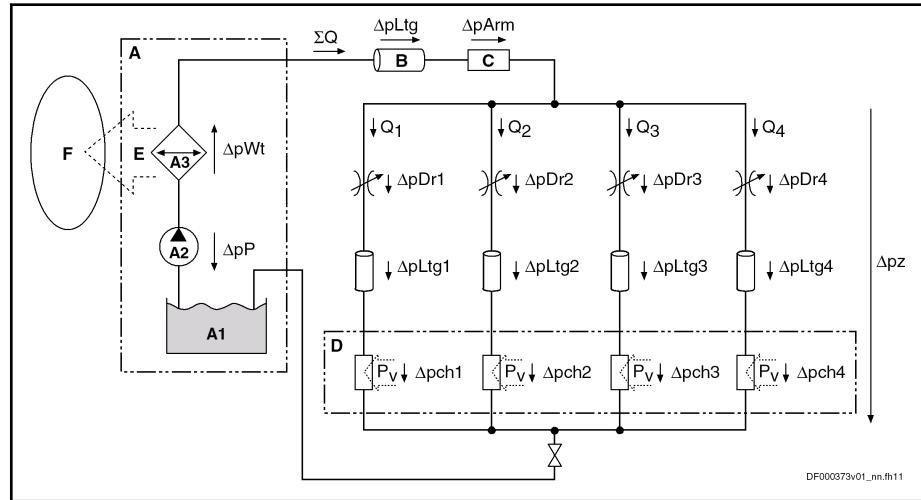 A
ΣQ
ΔpLtg
B
ΔpArm
C
Q1
Q2
Q3
Q4
F
E
A3
ΔpWt
ΔpDr1
ΔpDr2
ΔpDr3
ΔpDr4
A2
ΔpP
ΔpLtg1
ΔpLtg2
ΔpLtg3
ΔpLtg4
Δpz
A1
D
PV Δpch1
PV Δpch2
PV Δpch3
PV Δpch4
DF000373v01_nn.fh11